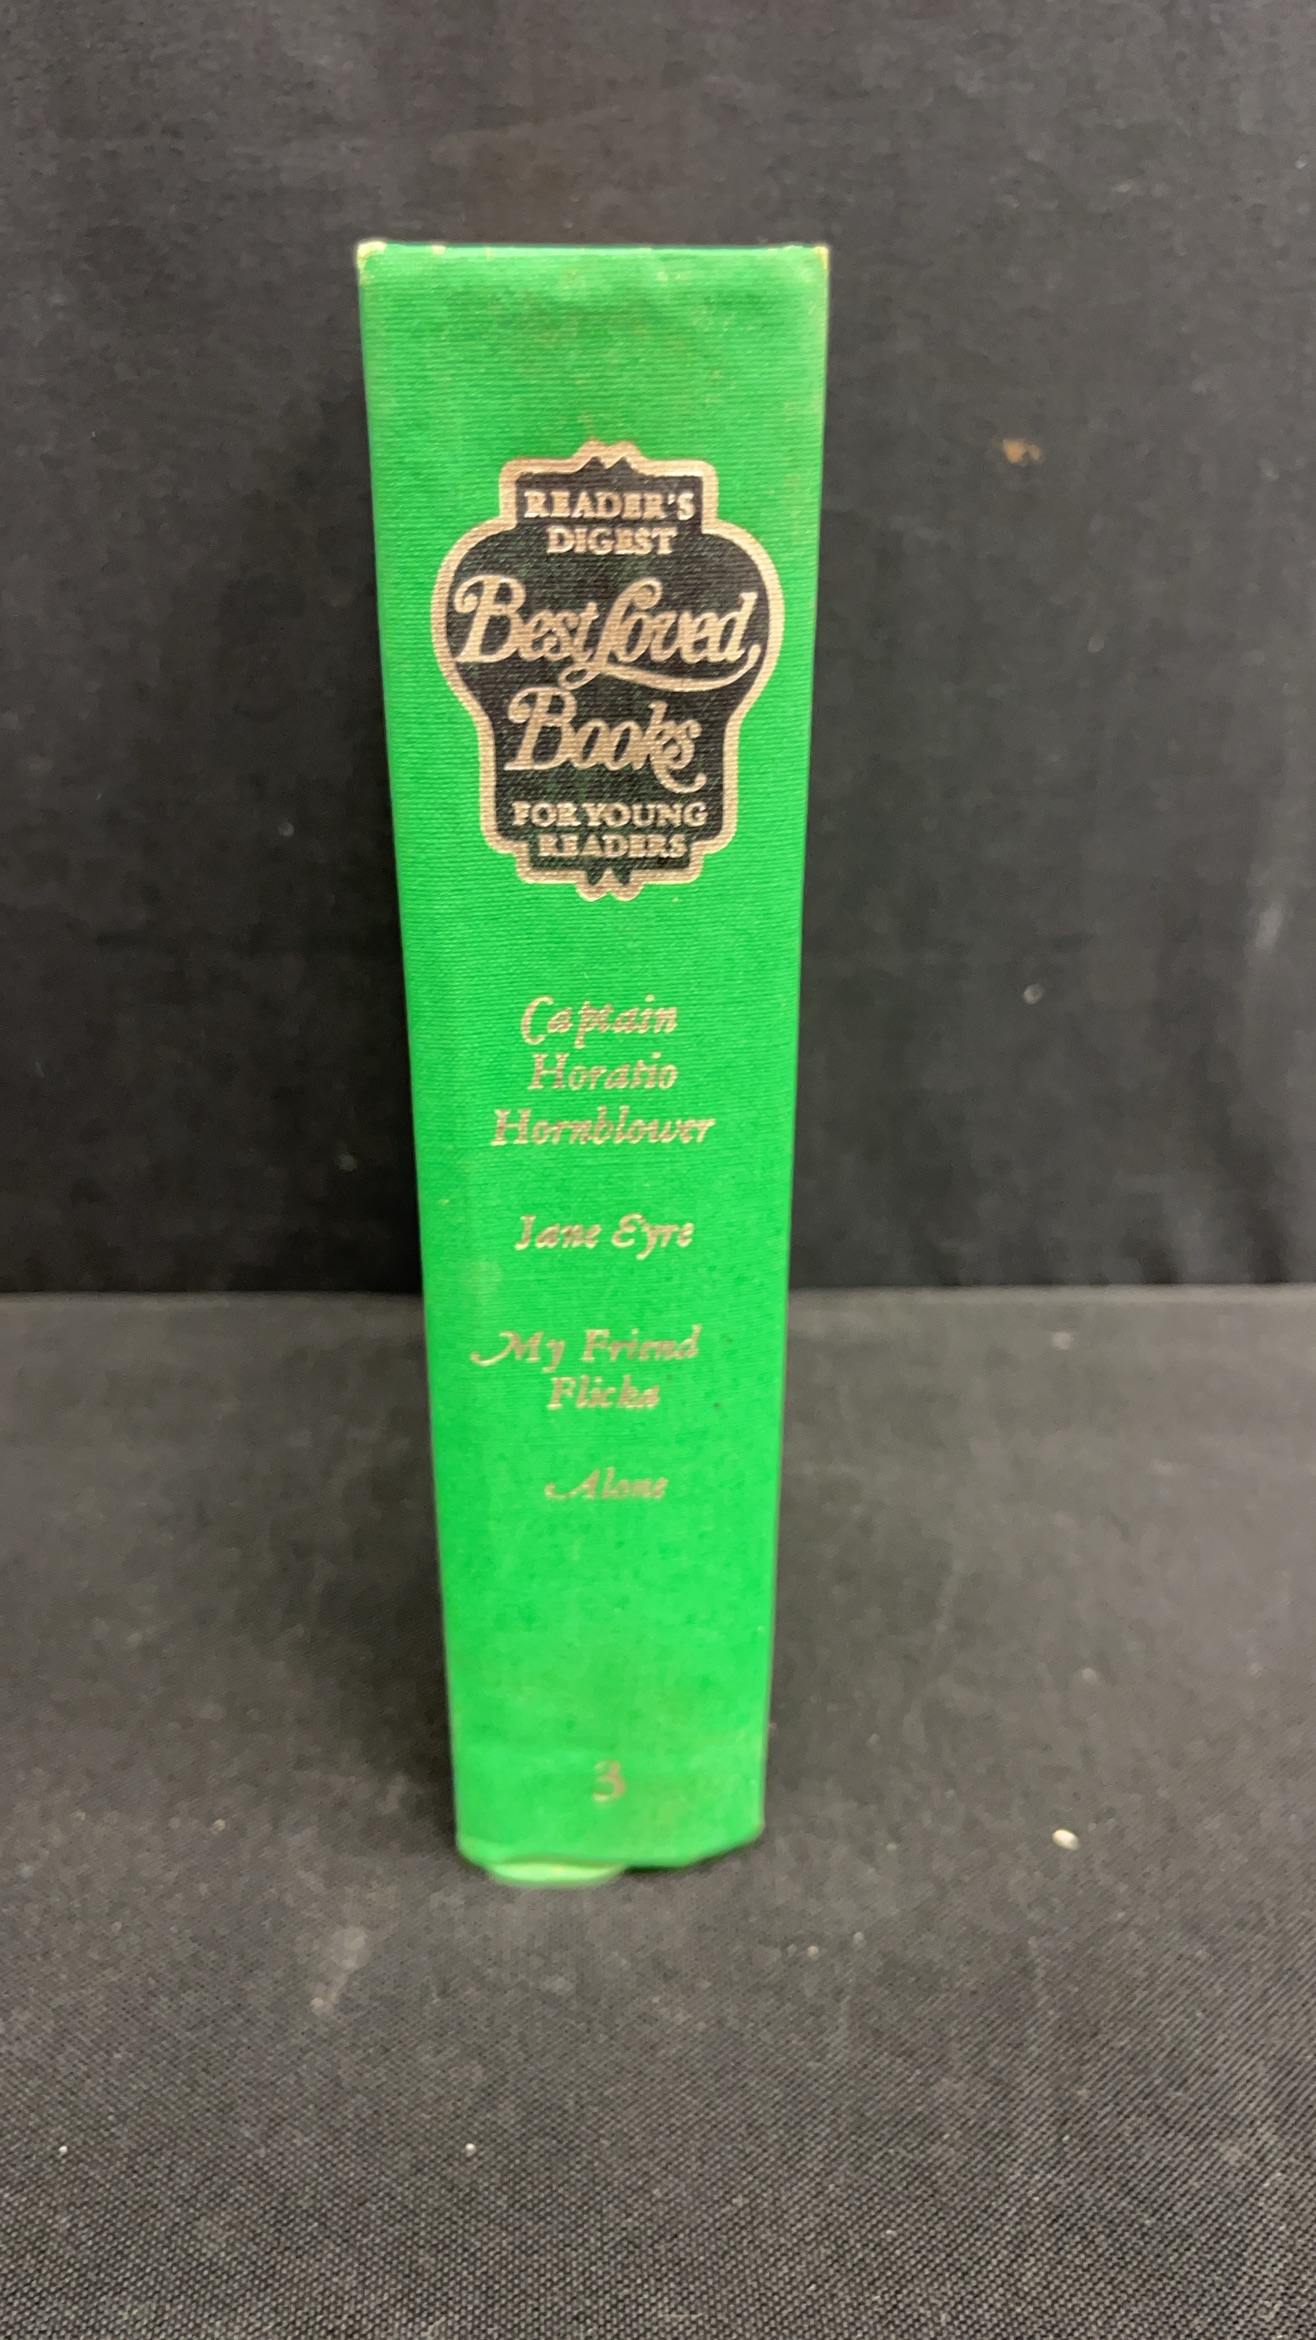 READER'S
DIGEST
Best Loved
Books
FOR YOUNG
READERS
Captain
Horatio
Hornblower
Jane Eyre
My Friend
Flicka
Alone
3